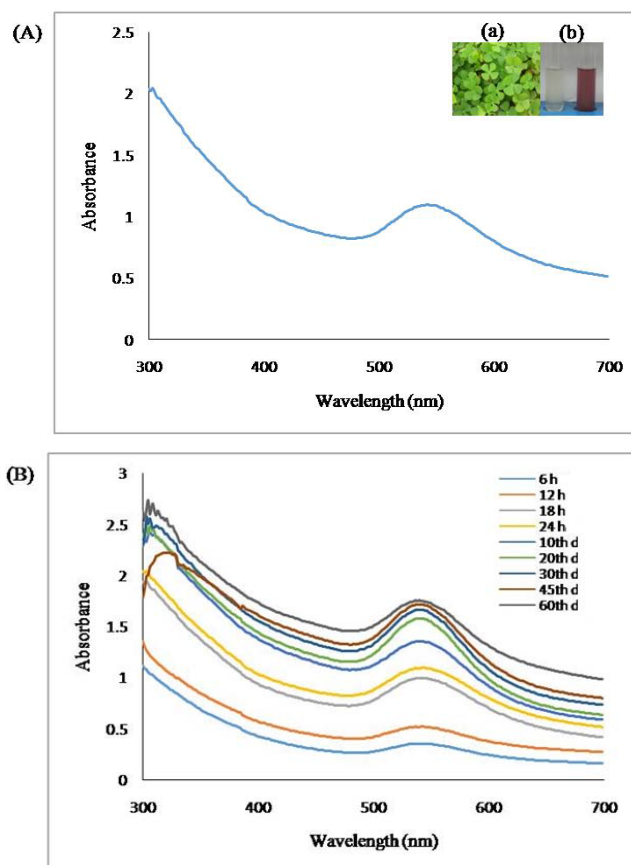 (A)
(a) (b)
2.5
2
1.5
1
0.5
0
Absorbance
300 400 500 600 700
Wavelength (nm)
(B)
3
2.5
2
1.5
1
0.5
0
Absorbance
6 h
12 h
18 h
24 h
10th d
20th d
30th d
45th d
60th d
300 400 500 600 700
Wavelength (nm)